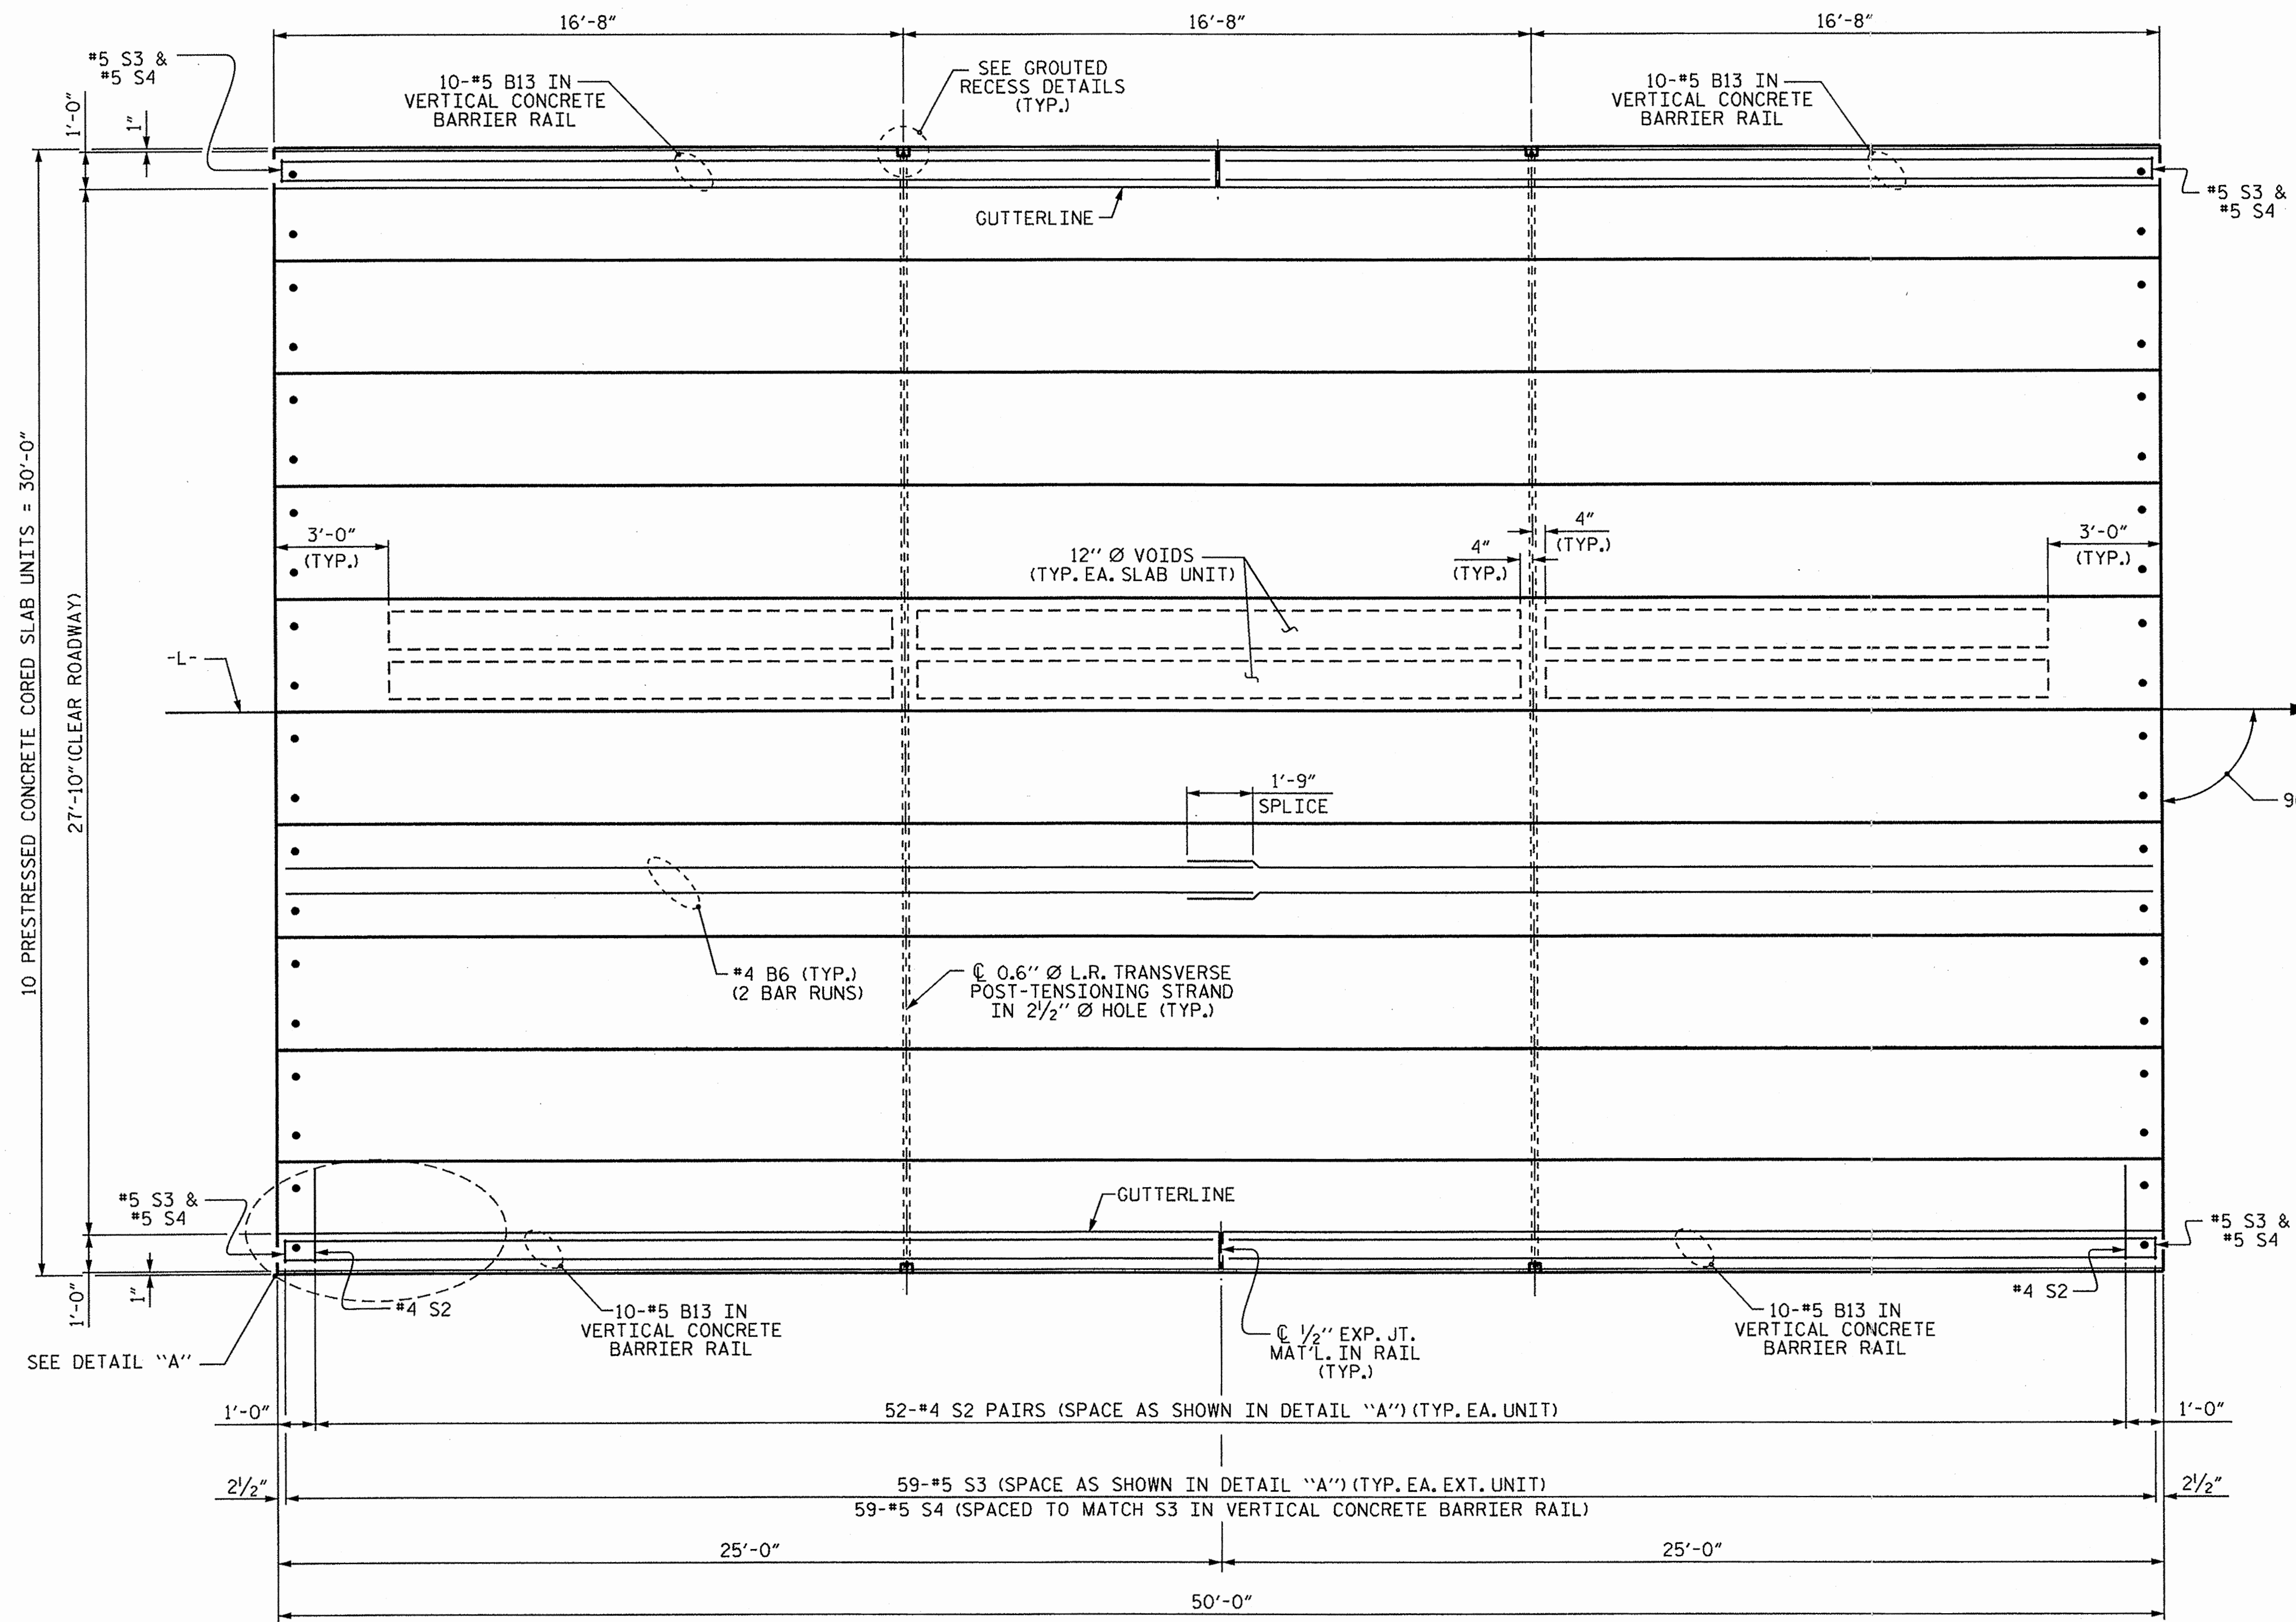 16'-8"
16'-8"
16'-8"
#5 S3 &
#5 S4
10-#5 B13 IN
VERTICAL CONCRETE
BARRIER RAIL
SEE GROUTED
RECESS DETAILS
(TYP.)
10-#5 B13 IN
VERTICAL CONCRETE
BARRIER RAIL
1'-0"
1"
#5 S3 &
#5 S4
GUTTERLINE
10 PRESTRESSED CONCRETE CORED SLAB UNITS = 30'-0"
27'-10" (CLEAR ROADWAY)
3'-0"
(TYP.)
12" Ø VOIDS
(TYP. EA. SLAB UNIT)
4"
(TYP.)
4"
(TYP.)
3'-0"
(TYP.)
-L-
1'-9"
SPLICE
9
#4 B6 (TYP.)
(2 BAR RUNS)
℄ 0.6" Ø L.R. TRANSVERSE
POST-TENSIONING STRAND
IN 2½" Ø HOLE (TYP.)
#5 S3 &
#5 S4
GUTTERLINE
#5 S3 &
#5 S4
1'-0"
1"
#4 S2
10-#5 B13 IN
VERTICAL CONCRETE
BARRIER RAIL
℄ ½" EXP. JT.
MAT'L. IN RAIL
(TYP.)
10-#5 B13 IN
VERTICAL CONCRETE
BARRIER RAIL
#4 S2
SEE DETAIL "A"
1'-0"
52-#4 S2 PAIRS (SPACE AS SHOWN IN DETAIL "A") (TYP. EA. UNIT)
1'-0"
2½"
59-#5 S3 (SPACE AS SHOWN IN DETAIL "A") (TYP. EA. EXT. UNIT)
2½"
59-#5 S4 (SPACED TO MATCH S3 IN VERTICAL CONCRETE BARRIER RAIL)
25'-0"
25'-0"
50'-0"